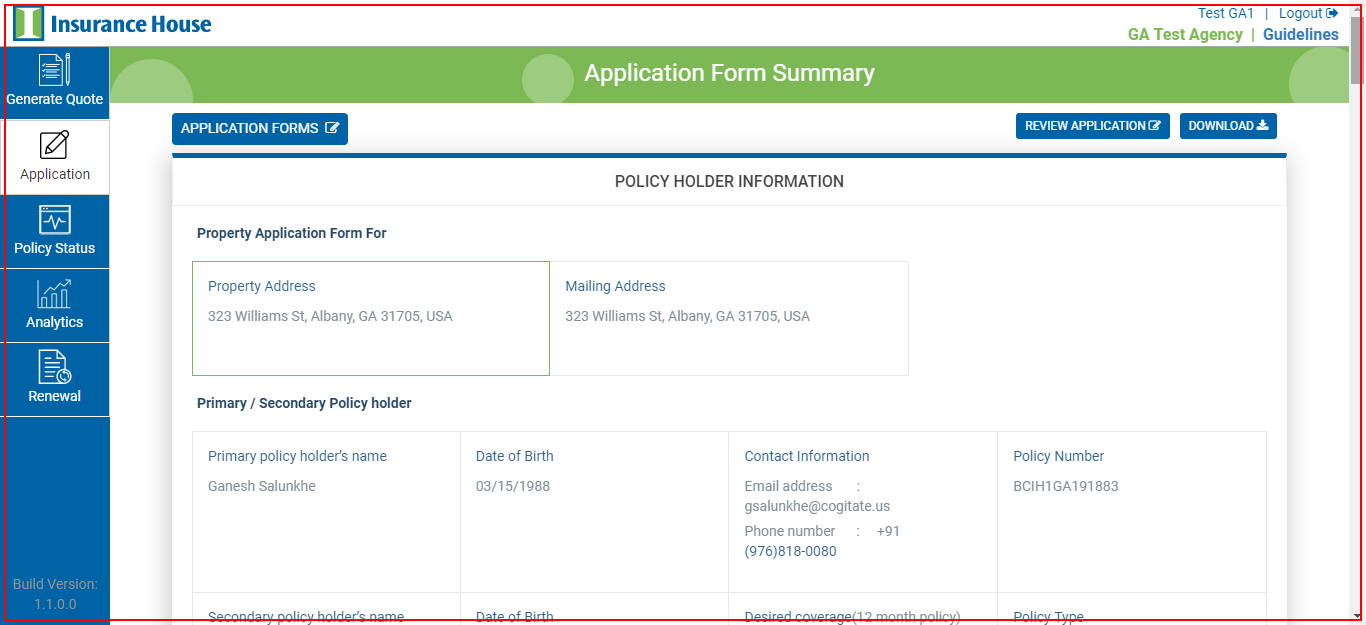 Insurance House
Test GA1 | Logout
GA Test Agency | Guidelines
Generate Quote
Application
Policy Status
Analytics
Renewal
Build Version:
1.1.0.0
Application Form Summary
APPLICATION FORMS
REVIEW APPLICATION
DOWNLOAD
POLICY HOLDER INFORMATION
Property Application Form For
Property Address
323 Williams St, Albany, GA 31705, USA
Mailing Address
323 Williams St, Albany, GA 31705, USA
Primary / Secondary Policy holder
Primary policy holder's name
Ganesh Salunkhe
Date of Birth
03/15/1988
Contact Information
Email address :
gsalunkhe@cogitate.us
Phone number : +91
(976)818-0080
Policy Number
BCIH1GA191883
Secondary policy holder's name
Date of Birth
Desired coverage(12 month policy)
Policy Type